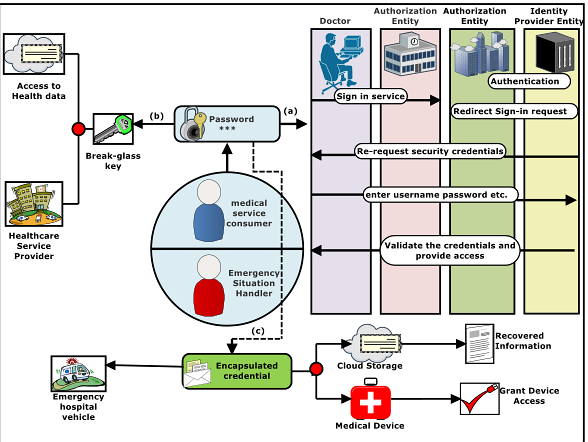 Doctor
Authorization
Entity
Authorization
Entity
Identity
Provider Entity
Authentication
Sign in service
Redirect Sign-in request
Re-request security credentials
enter username password etc.
Validate the credentials and
provide access
Access to
Health data
(b)
Password
***
(a)
Break-glass
key
Healthcare
Service
Provider
medical
service
consumer
Emergency
Situation
Handler
(c)
Encapsulated
credential
Emergency
hospital
vehicle
Cloud Storage
Recovered
Information
Medical Device
Grant Device
Access